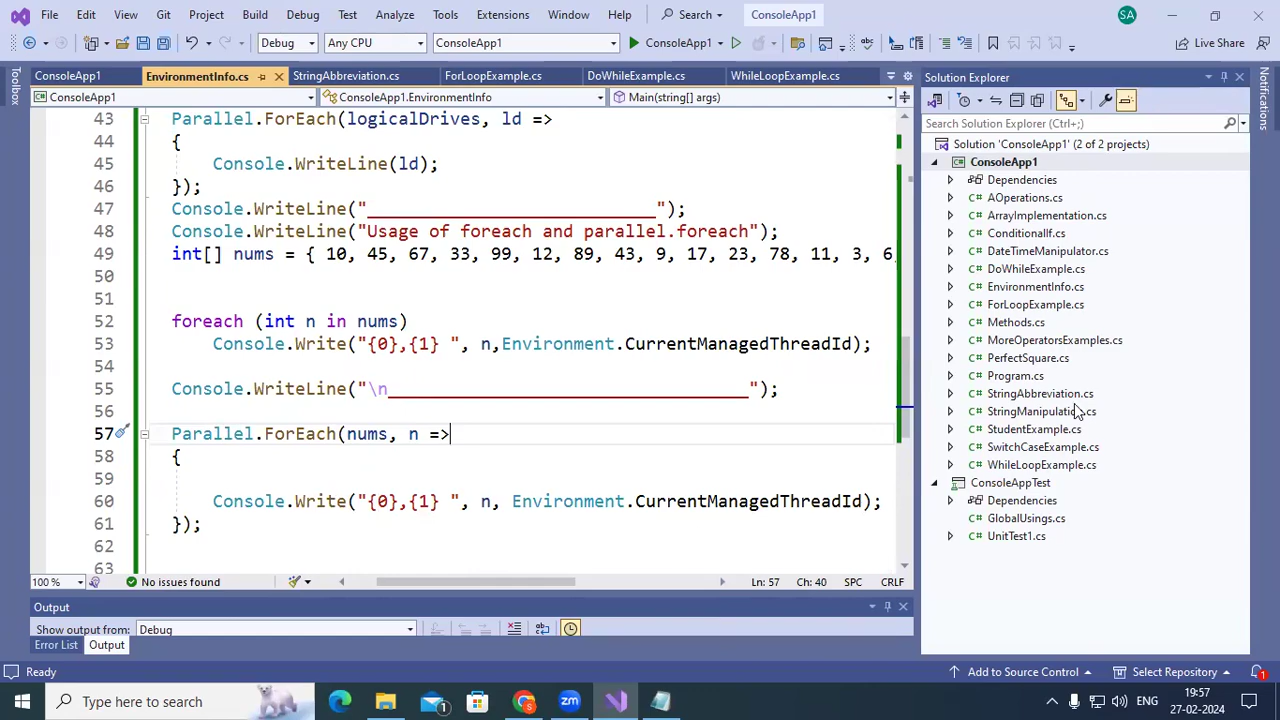 File Edit View Git Project Build Debug Test Analyze Tools Extensions Window Help Search ConsoleApp1 SA
Debug Any CPU ConsoleApp1 ConsoleApp1 Live Share
Toolbox
ConsoleApp1 EnvironmentInfo.cs StringAbbreviation.cs ForLoopExample.cs DoWhileExample.cs WhileLoopExample.cs
ConsoleApp1 ConsoleApp1.EnvironmentInfo Main(string[] args)
43 Parallel.ForEach(logicalDrives, ld =>
44 {
45 Console.WriteLine(ld);
46 });
47 Console.WriteLine("____________________________");
48 Console.WriteLine("Usage of foreach and parallel.foreach");
49 int[] nums = { 10, 45, 67, 33, 99, 12, 89, 43, 9, 17, 23, 78, 11, 3, 6,
50
51
52 foreach (int n in nums)
53 Console.Write("{0},{1} ", n,Environment.CurrentManagedThreadId);
54
55 Console.WriteLine("\n___________________________________");
56
57 Parallel.ForEach(nums, n =>
58 {
59
60 Console.Write("{0},{1} ", n, Environment.CurrentManagedThreadId);
61 });
62
63
100 % No issues found Ln: 57 Ch: 40 SPC CRLF
Output
Show output from: Debug
Error List Output
Solution Explorer
Search Solution Explorer (Ctrl+;)
Solution 'ConsoleApp1' (2 of 2 projects)
ConsoleApp1
Dependencies
C# AOperations.cs
C# ArrayImplementation.cs
C# ConditionalIf.cs
C# DateTimeManipulator.cs
C# DoWhileExample.cs
C# EnvironmentInfo.cs
C# ForLoopExample.cs
C# Methods.cs
C# MoreOperatorsExamples.cs
C# PerfectSquare.cs
C# Program.cs
C# StringAbbreviation.cs
C# StringManipulation.cs
C# StudentExample.cs
C# SwitchCaseExample.cs
C# WhileLoopExample.cs
ConsoleAppTest
Dependencies
C# GlobalUsings.cs
C# UnitTest1.cs
Notifications
Ready Add to Source Control Select Repository 1
Type here to search 1 zm ENG 19:57
27-02-2024